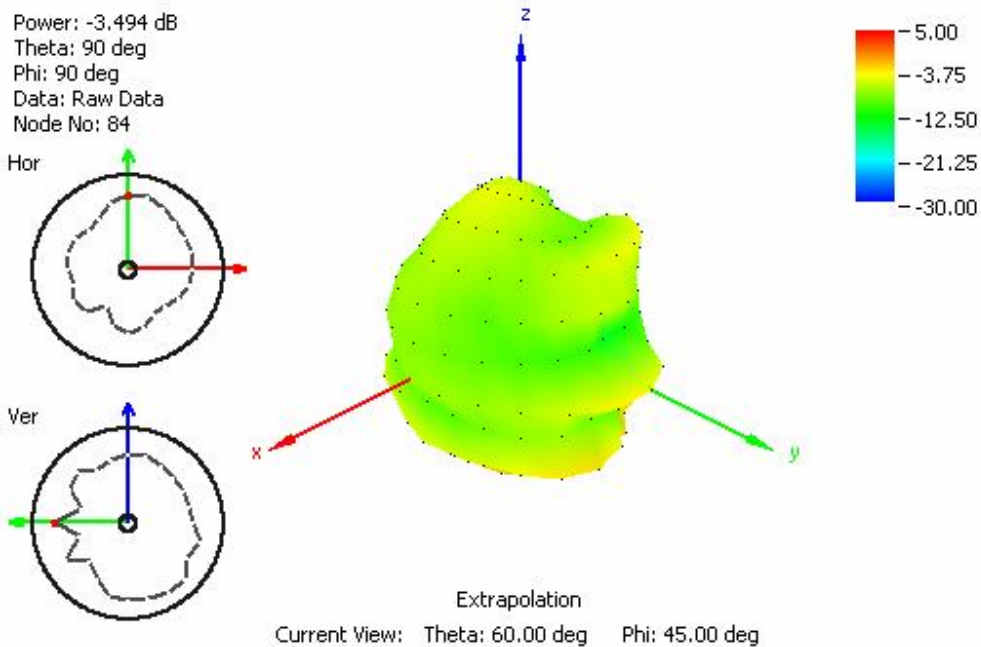 Power: -3.494 dB
Theta: 90 deg
Phi: 90 deg
Data: Raw Data
Node No: 84
Hor
Ver
z
x
y
5.00
-3.75
-12.50
-21.25
-30.00
Extrapolation
Current View: Theta: 60.00 deg Phi: 45.00 deg